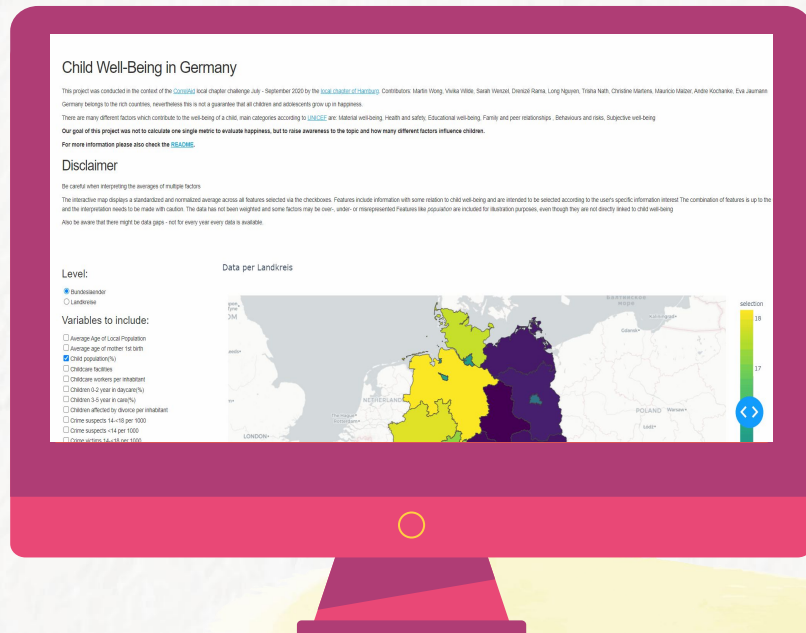 Child Well-Being in Germany
This project was conducted in the context of the CorrelAid local chapter challenge July - September 2020 by the local chapter of Hamburg. Contributors: Martin Wong, Vivika Wilde, Sarah Wenzel, Drenizë Rama, Long Nguyen, Trisha Nath, Christine Martens, Mauricio Malzer, Andre Kochanke, Eva Jaumann
Germany belongs to the rich countries, nevertheless this is not a guarantee that all children and adolescents grow up in happiness.
There are many different factors which contribute to the well-being of a child, main categories according to UNICEF are: Material well-being, Health and safety, Educational well-being, Family and peer relationships , Behaviours and risks, Subjective well-being
Our goal of this project was not to calculate one single metric to evaluate happiness, but to raise awareness to the topic and how many different factors influence children.
For more information please also check the README.
Disclaimer
Be careful when interpreting the averages of multiple factors
The interactive map displays a standardized and normalized average across all features selected via the checkboxes. Features include information with some relation to child well-being and are intended to be selected according to the user's specific information interest The combination of features is up to the
and the interpretation needs to be made with caution. The data has not been weighted and some factors may be over-, under- or misrepresented Features like population are included for illustration purposes, even though they are not directly linked to child well-being
Also be aware that there might be data gaps - not for every year every data is available.
Level:
Bundeslaender
Landkreise
Variables to include:
Average Age of Local Population
Average age of mother 1st birth
Child population(%)
Childcare facilities
Childcare workers per inhabitant
Children 0-2 year in daycare(%)
Children 3-5 year in care(%)
Children affected by divorce per inhabitant
Crime suspects 14-<18 per 1000
Crime suspects <14 per 1000
Crime victims 14-<18 per 1000
Data per Landkreis
selection
18
17
Gdansk
NETHERLANDS
The Hague
LONDON
POLAND
Warsaw
Łódź